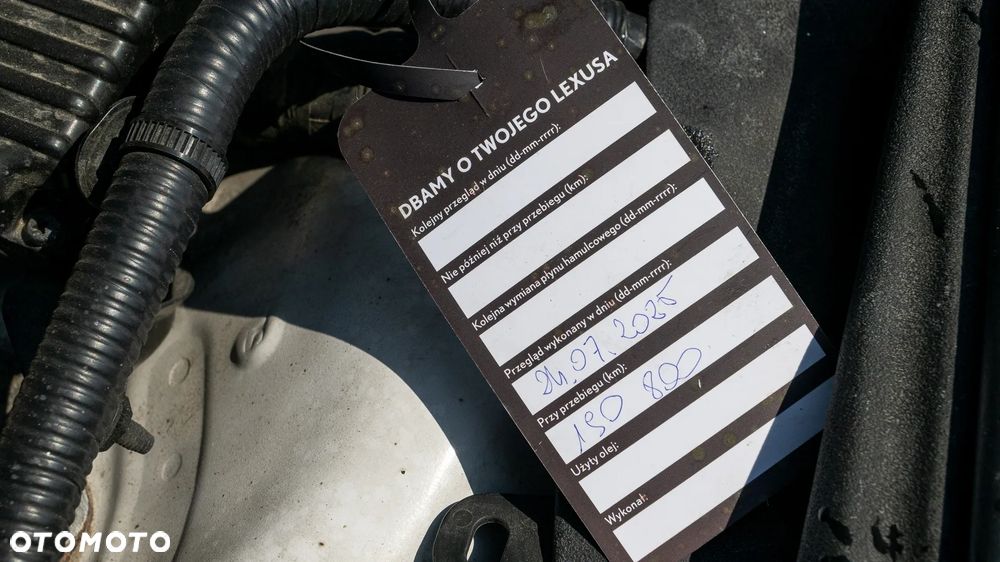 DBAMY O TWOJEGO LEXUSA
Kolejny przegląd w dniu (dd-mm-rrrr):
Nie później niż przy przebiegu (km):
Kolejna wymiana płynu hamulcowego (dd-mm-rrrr):
Przegląd wykonany w dniu (dd-mm-rrrr):
24.07.2025
Przy przebiegu (km):
190 800
Użyty olej:
Wykonał:
OTOMOTO